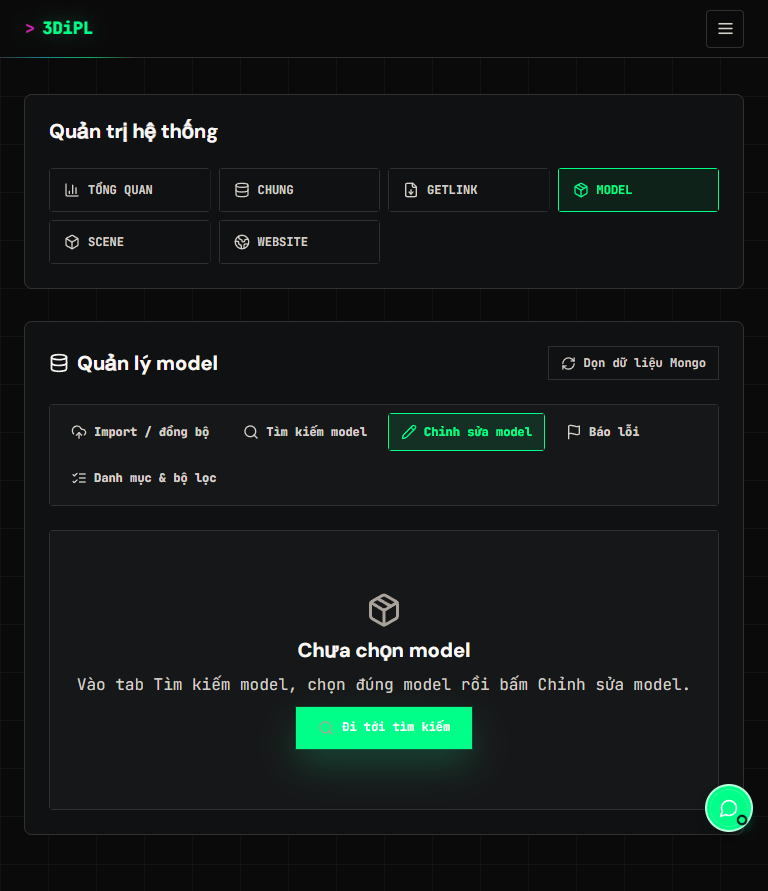 > 3DiPL
Quản trị hệ thống
TỔNG QUAN
CHUNG
GETLINK
MODEL
SCENE
WEBSITE
Quản lý model
Dọn dữ liệu Mongo
Import / đồng bộ
Tìm kiếm model
Chỉnh sửa model
Báo lỗi
Danh mục & bộ lọc
Chưa chọn model
Vào tab Tìm kiếm model, chọn đúng model rồi bấm Chỉnh sửa model.
Đi tới tìm kiếm